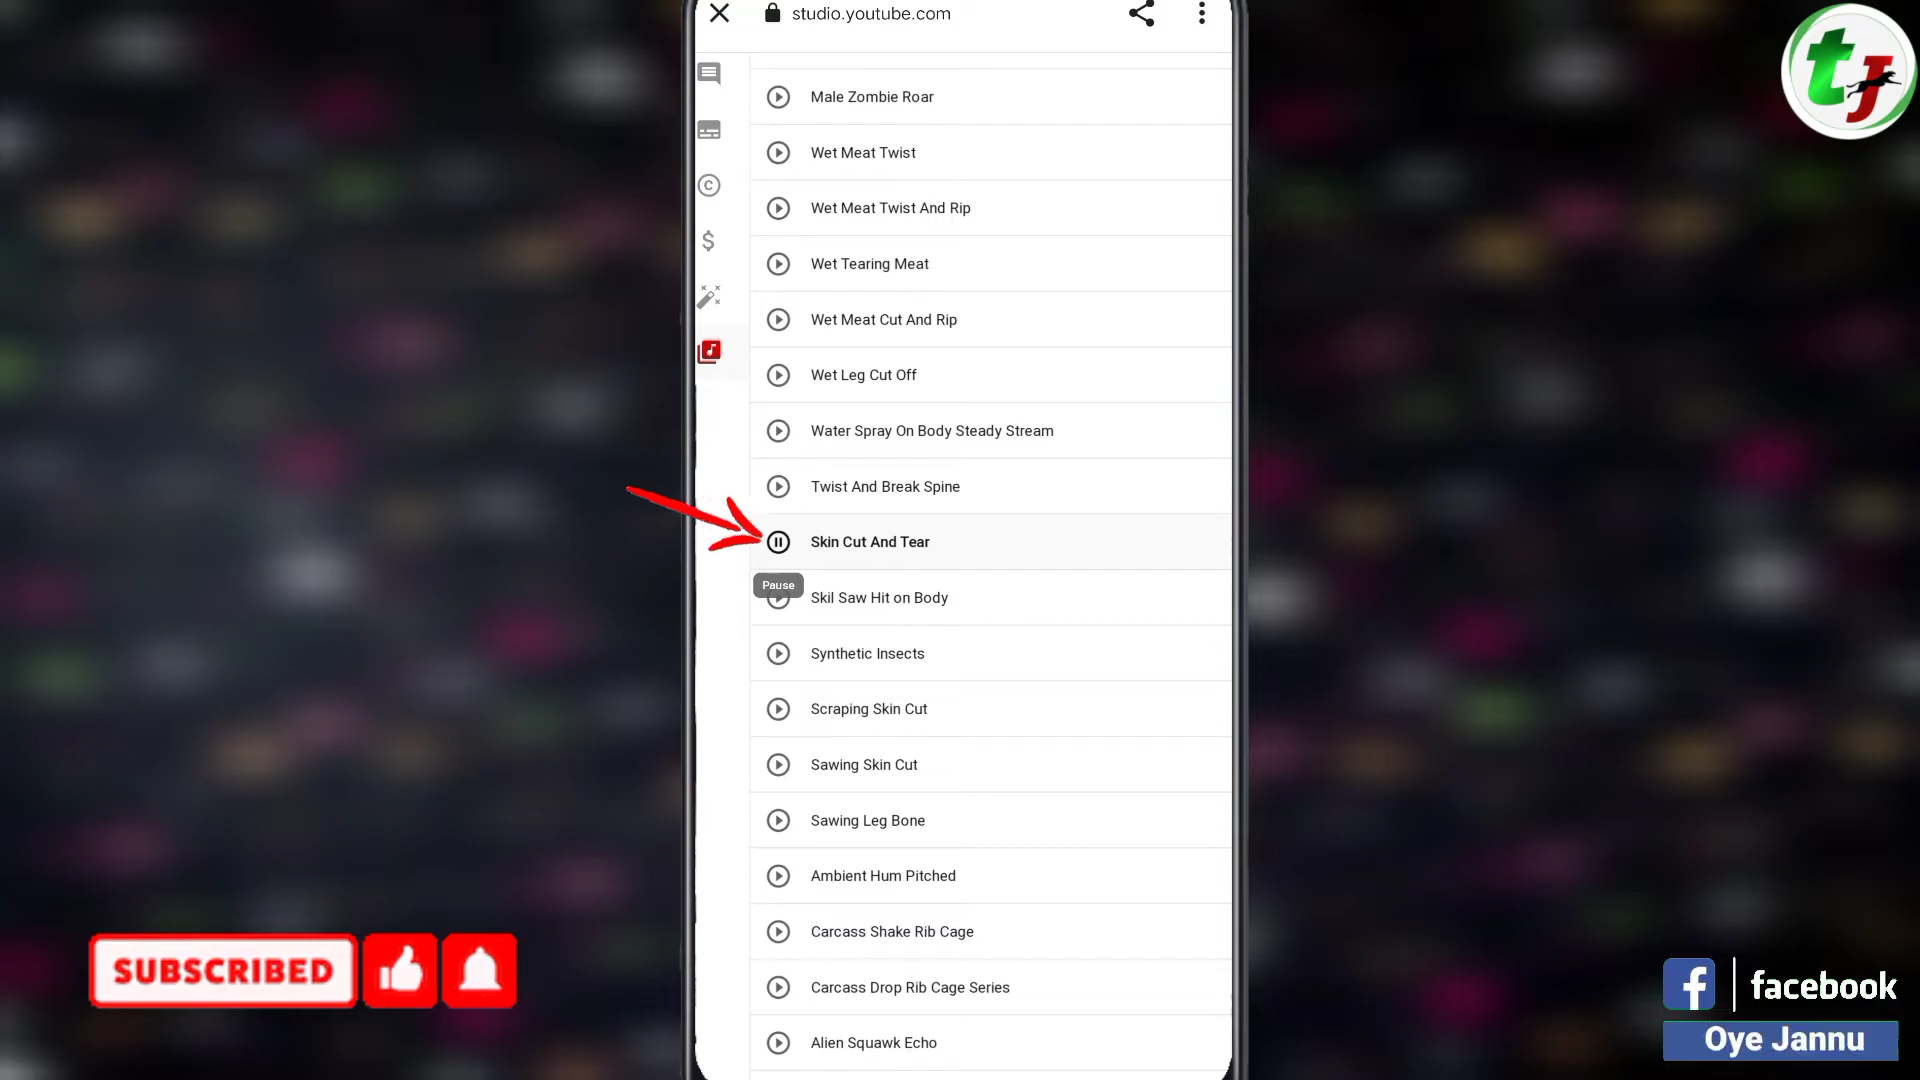 studio.youtube.com
tJ
Male Zombie Roar
Wet Meat Twist
Wet Meat Twist And Rip
Wet Tearing Meat
Wet Meat Cut And Rip
Wet Leg Cut Off
Water Spray On Body Steady Stream
Twist And Break Spine
Skin Cut And Tear
Pause
Skil Saw Hit on Body
Synthetic Insects
Scraping Skin Cut
Sawing Skin Cut
Sawing Leg Bone
Ambient Hum Pitched
Carcass Shake Rib Cage
Carcass Drop Rib Cage Series
Alien Squawk Echo
SUBSCRIBED
f | facebook
Oye Jannu